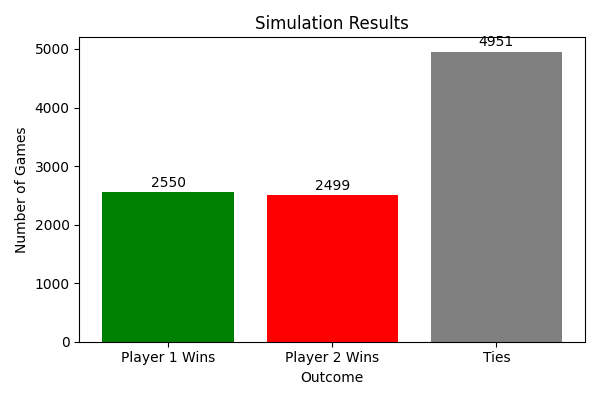 Simulation Results
Number of Games
5000
4000
3000
2000
1000
0
2550
2499
4951
Player 1 Wins
Player 2 Wins
Ties
Outcome